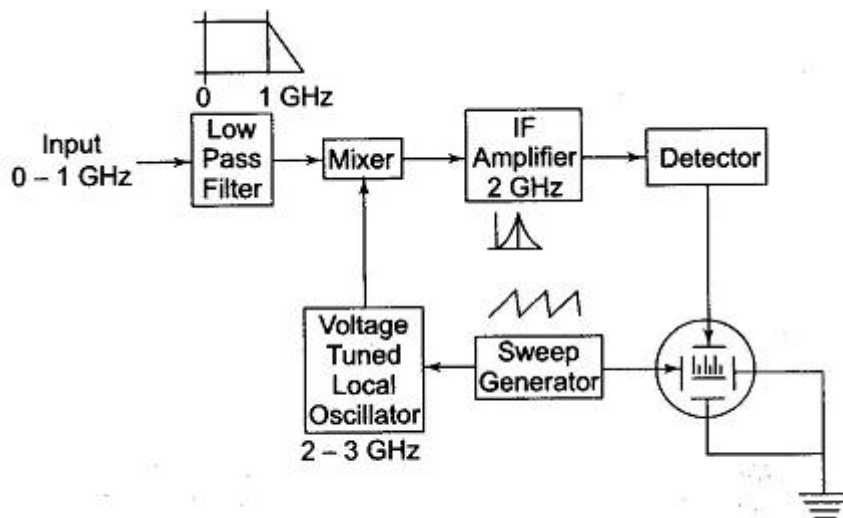 0 1 GHz
Input
0 – 1 GHz
Low
Pass
Filter
Mixer
IF
Amplifier
2 GHz
Detector
Voltage
Tuned
Local
Oscillator
2 – 3 GHz
Sweep
Generator